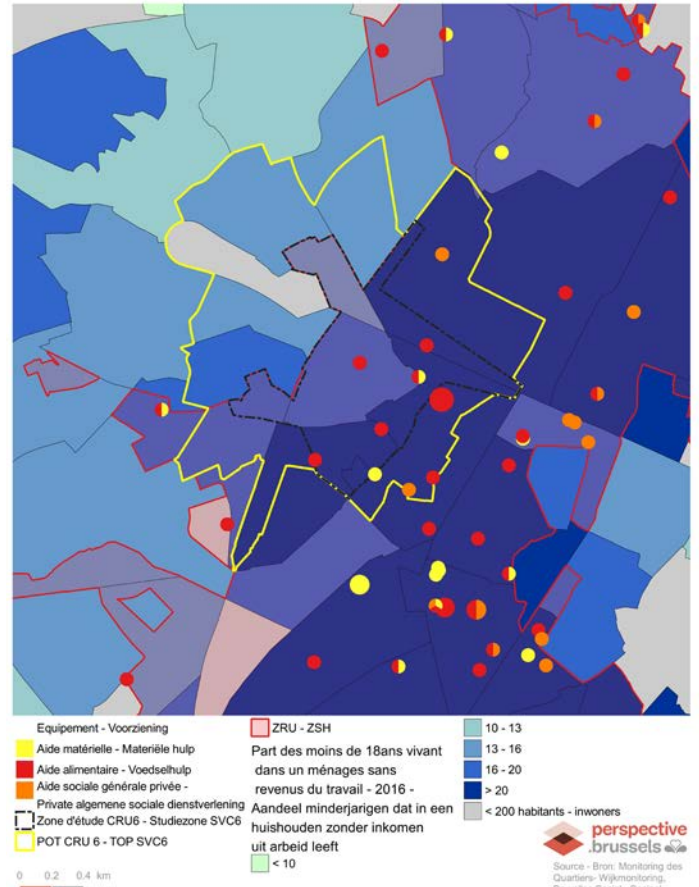 Equipement - Voorziening
Aide matérielle - Materiële hulp
Aide alimentaire - Voedselhulp
Aide sociale générale privée -
Private algemene sociale dienstverlening
Zone d'étude CRU6 - Studiezone SVC6
POT CRU 6 - TOP SVC6
0 0.2 0.4 km
ZRU - ZSH
Part des moins de 18ans vivant
dans un ménages sans
revenus du travail - 2016 -
Aandeel minderjarigen dat in een
huishouden zonder inkomen
uit arbeid leeft
< 10
10 - 13
13 - 16
16 - 20
> 20
< 200 habitants - inwoners
perspective
.brussels
Source - Bron: Monitoring des
Quartiers- Wijkmonitoring,